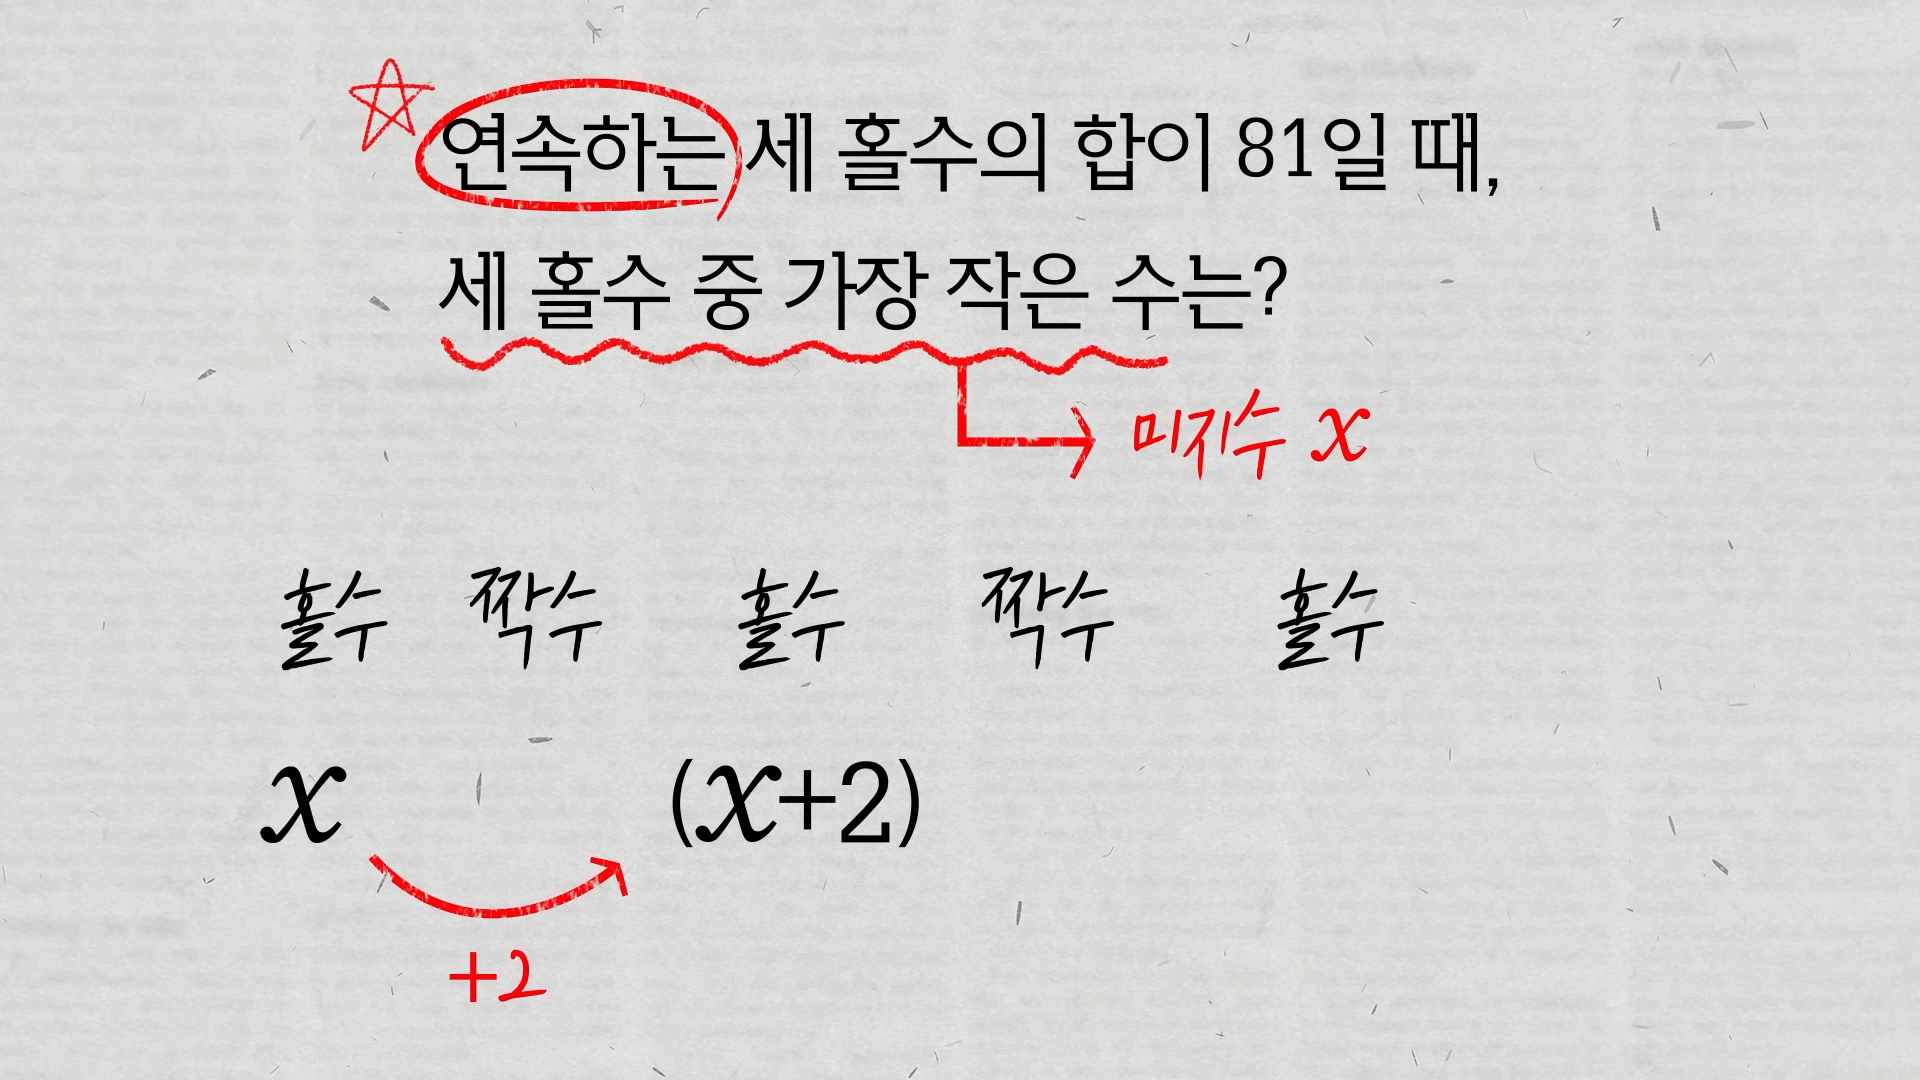 연속하는 세 홀수의 합이 81일 때,
세 홀수 중 가장 작은 수는?
미지수 x
홀수 짝수 홀수 짝수 홀수
x (x+2)
+2